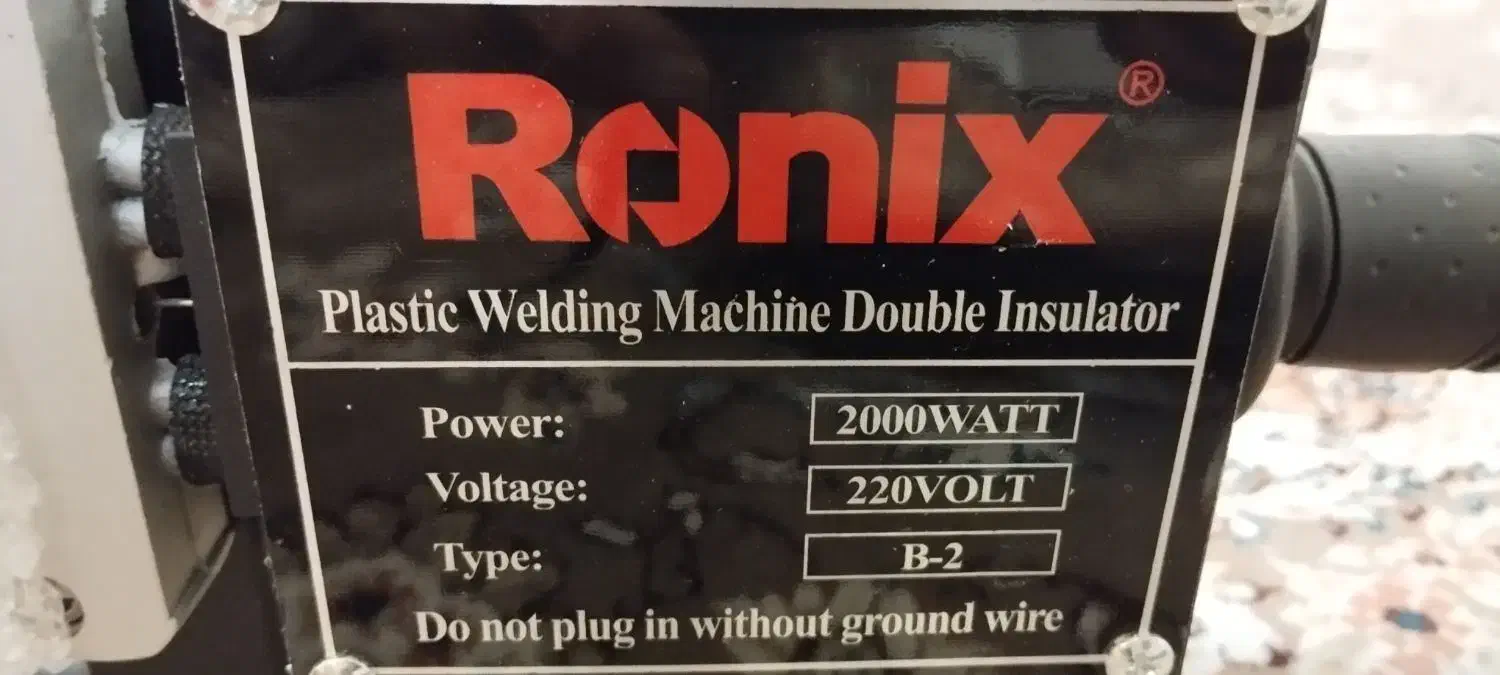 Ronix ®
Plastic Welding Machine Double Insulator
Power: 2000WATT
Voltage: 220VOLT
Type: B-2
Do not plug in without ground wire